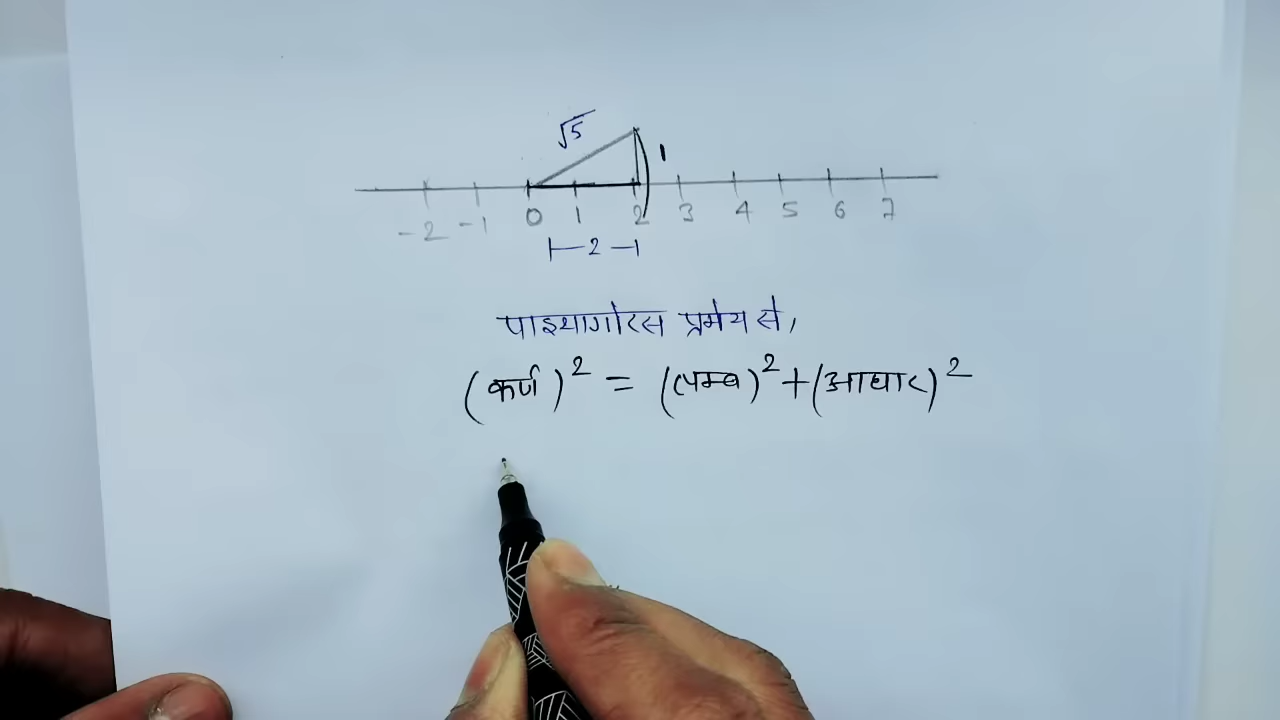 √5
1
-2 -1 0 1 2 3 4 5 6 7
2
पाइथागोरस प्रमेय से,
(कर्ण)² = (लम्ब)² + (आधार)²